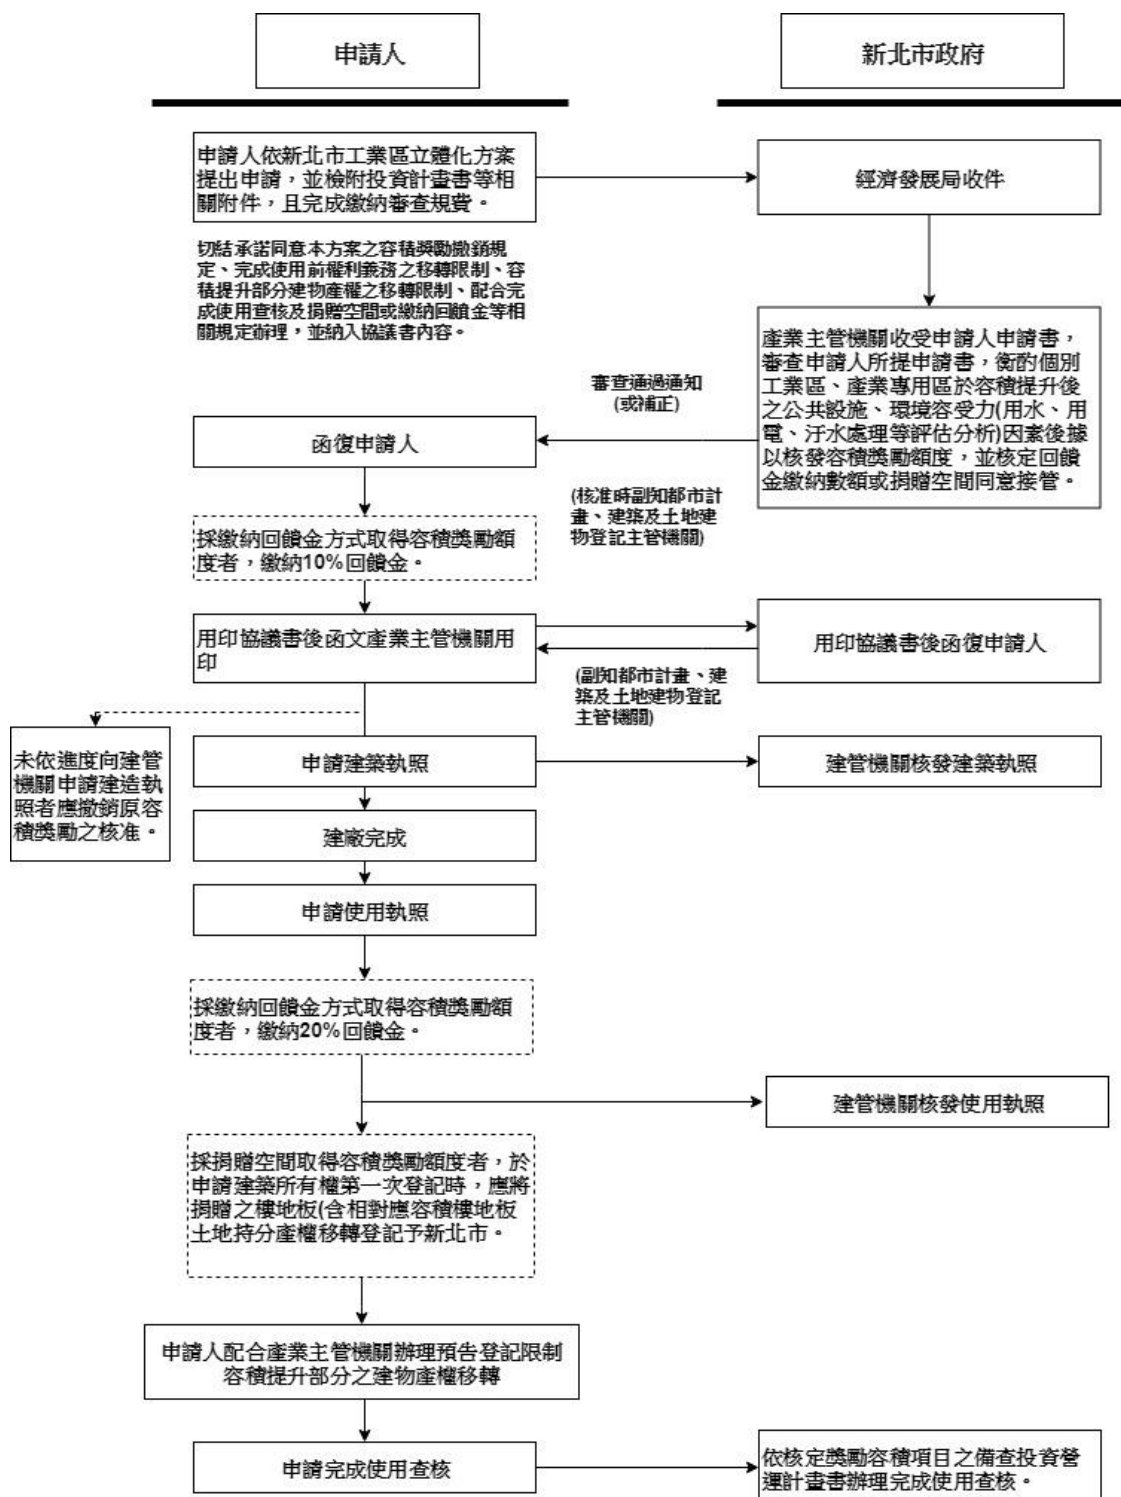 申請人
新北市政府
申請人依新北市工業區立體化方案
提出申請，並檢附投資計畫書等相
關附件，且完成繳納審查規費。
經濟發展局收件
切結承諾同意本方案之容積獎勵撤銷規
定、完成使用前權利義務之移轉限制、容
積提升部分建物產權之移轉限制、配合完
成使用查核及捐贈空間或繳納回饋金等相
關規定辦理，並納入協議書內容。
產業主管機關收受申請人申請書，
審查申請人所提申請書，衡酌個別
工業區、產業專用區於容積提升後
之公共設施、環境容受力(用水、用
電、汙水處理等評估分析)因素後據
以核發容積獎勵額度，並核定回饋
金繳納數額或捐贈空間同意接管。
審查通過通知
(或補正)
函復申請人
(核准時副知都市計
畫、建築及土地建
物登記主管機關)
採繳納回饋金方式取得容積獎勵額
度者，繳納10%回饋金。
用印協議書後函文產業主管機關用
印
用印協議書後函復申請人
(副知都市計畫、建
築及土地建物登記
主管機關)
未依進度向建管
機關申請建造執
照者應撤銷原容
積獎勵之核准。
申請建築執照
建管機關核發建築執照
建廠完成
申請使用執照
採繳納回饋金方式取得容積獎勵額
度者，繳納20%回饋金。
建管機關核發使用執照
採捐贈空間取得容積獎勵額度者，於
申請建築所有權第一次登記時，應將
捐贈之樓地板(含相對應容積樓地板
土地持分產權移轉登記予新北市。
申請人配合產業主管機關辦理預告登記限制
容積提升部分之建物產權移轉
申請完成使用查核
依核定獎勵容積項目之備查投資營
運計畫書辦理完成使用查核。